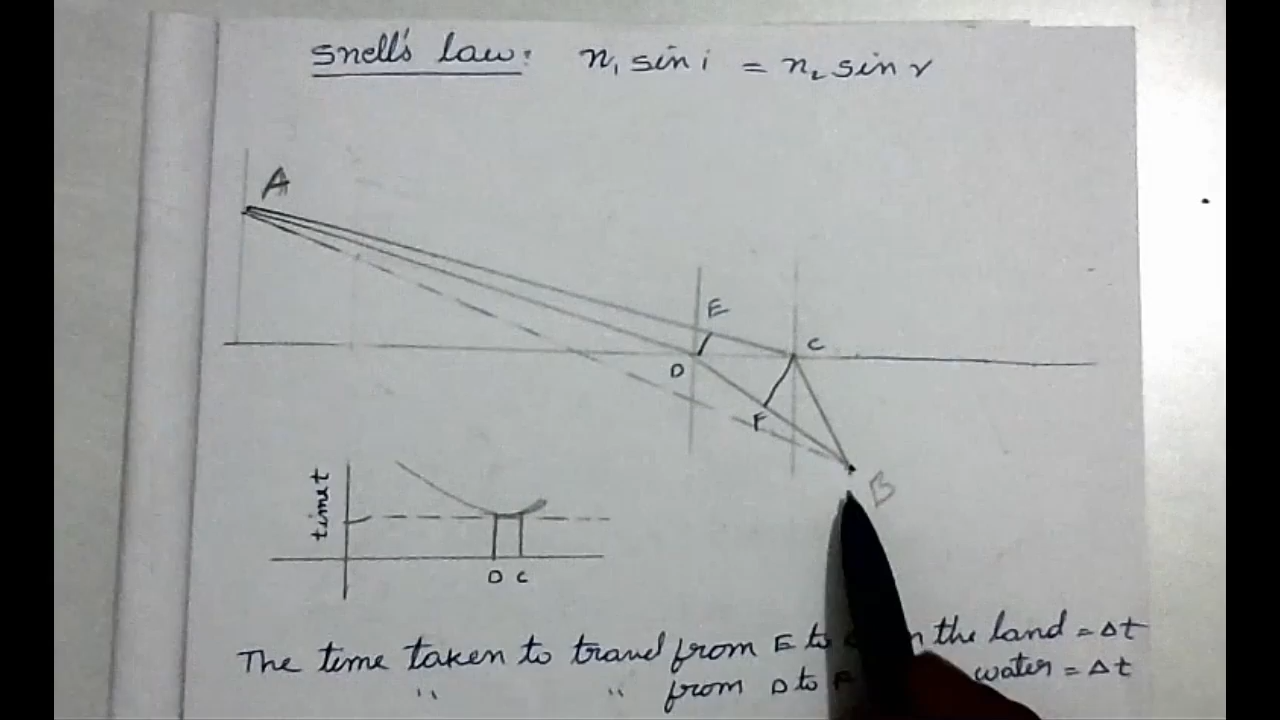 Snell's law: n₁ sin i = n₂ sin r
A
E
C
D
F
B
time t
D C
The time taken to travel from E to in the land = Δt
" " from D to F water = Δt